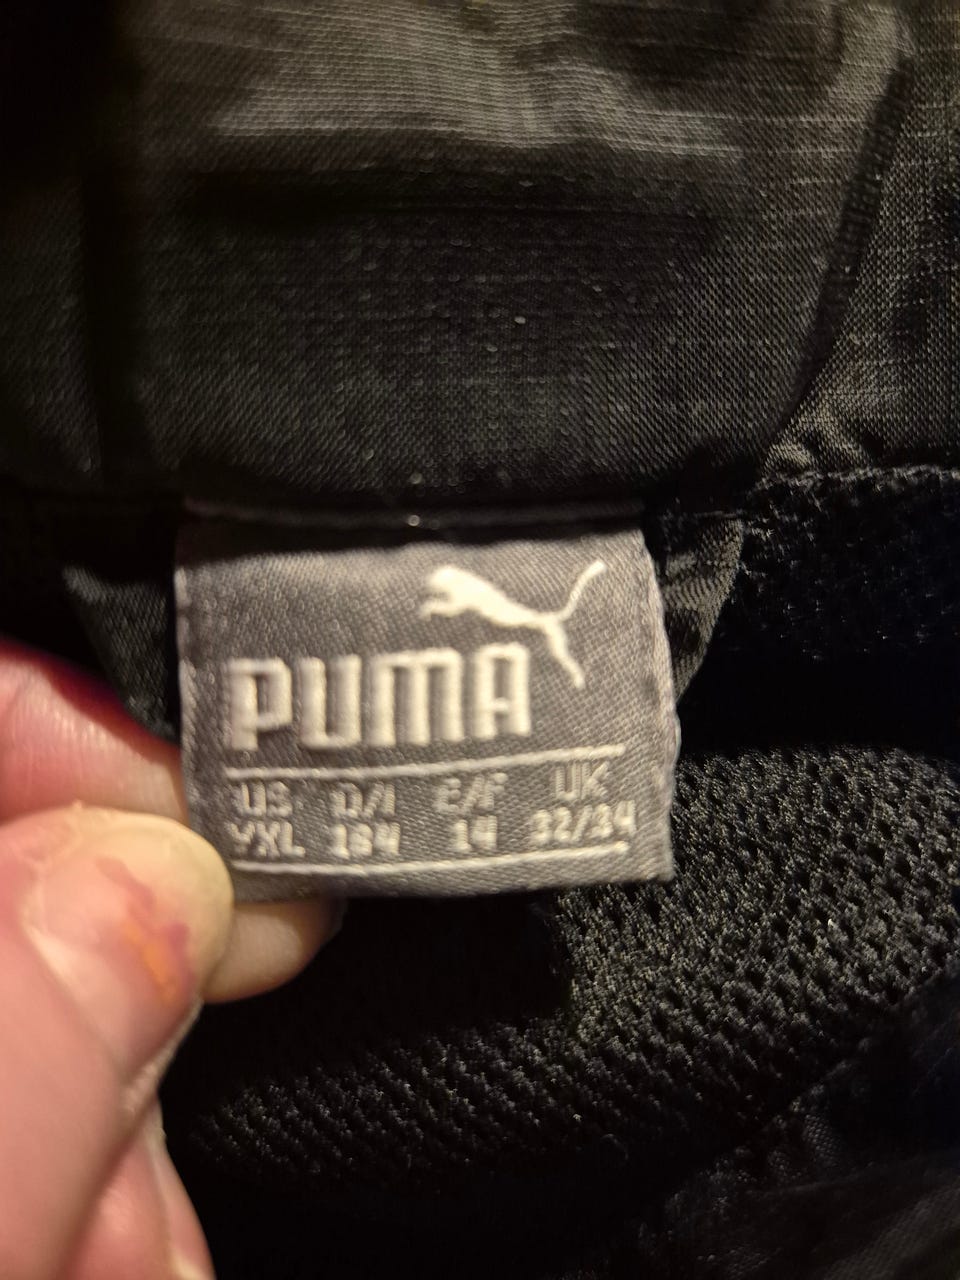 PUMA
US D/I E/F UK
YXL 164 14 32/34